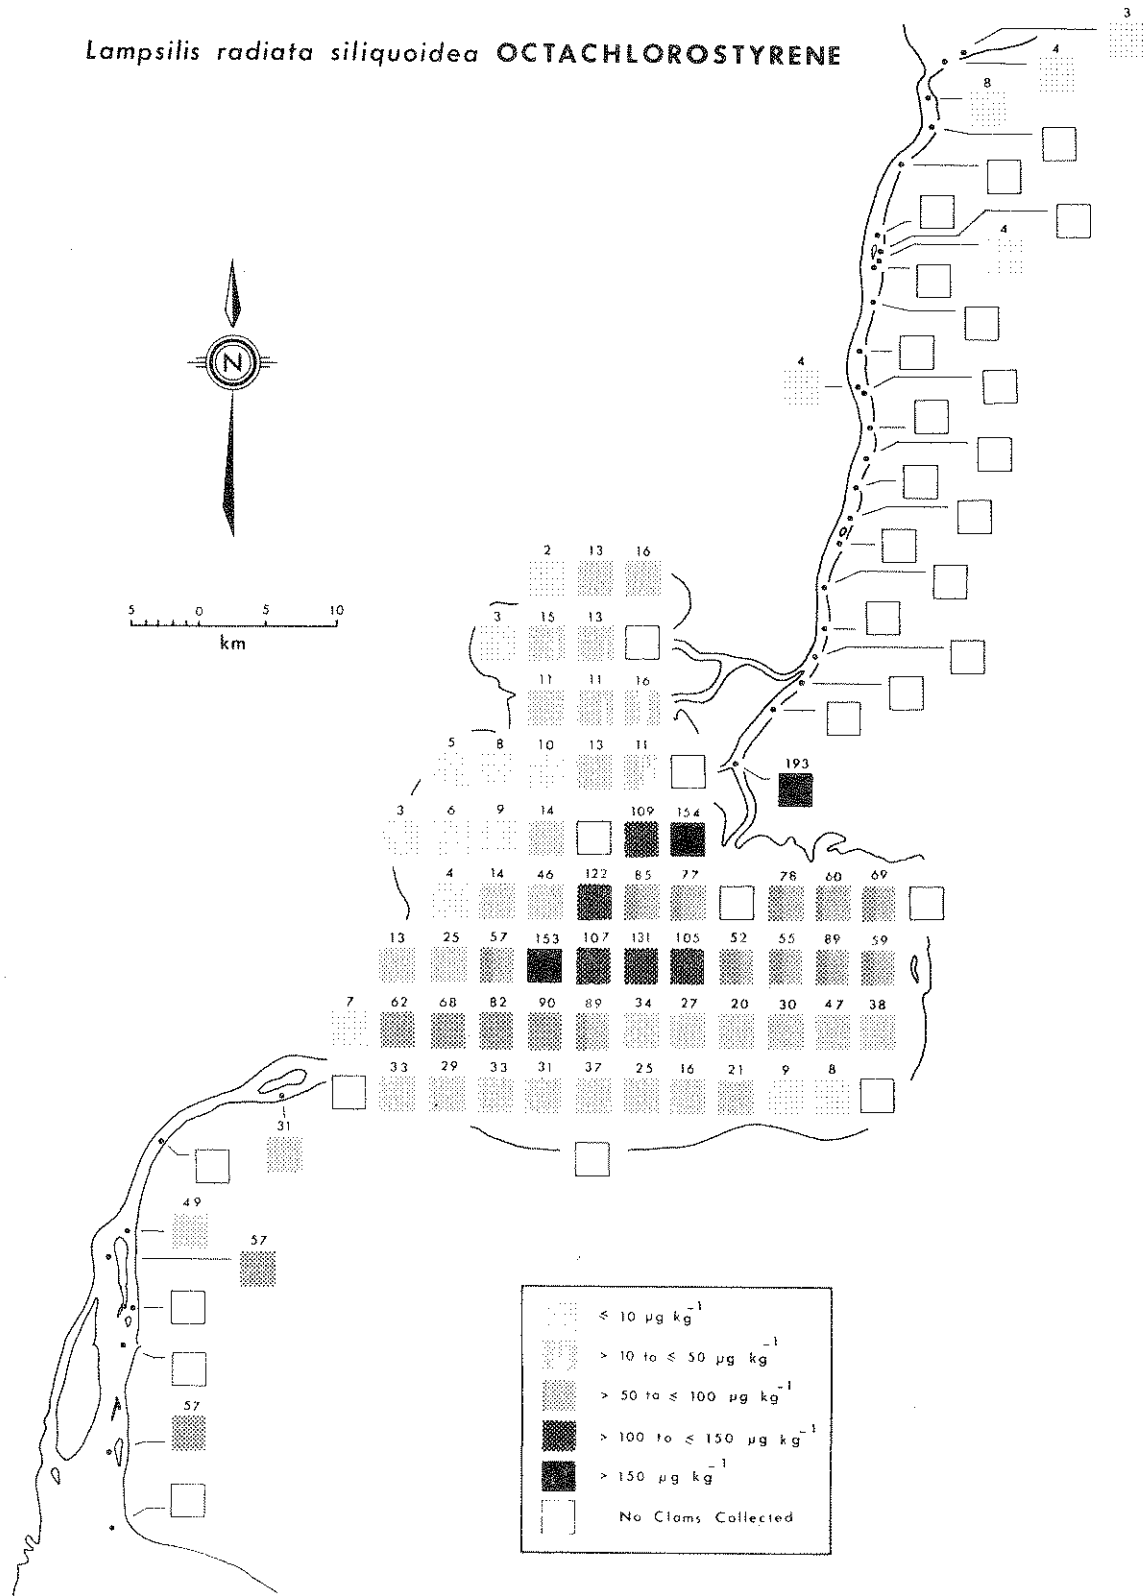 Lampsilis radiata siliquoidea OCTACHLOROSTYRENE
3
4
8
4
N
4
5 0 5 10
km
2 13 16
3 15 13
11 11 16
5 8 10 13 11
193
3 6 9 14 109 154
4 14 46 122 85 77 78 60 69
13 25 57 153 107 131 105 52 55 89 59
7 62 68 82 90 89 34 27 20 30 47 38
33 29 33 31 37 25 16 21 9 8
31
49
57
57
≤ 10 µg kg⁻¹
> 10 to ≤ 50 µg kg⁻¹
> 50 to ≤ 100 µg kg⁻¹
> 100 to ≤ 150 µg kg⁻¹
> 150 µg kg⁻¹
No Clams Collected